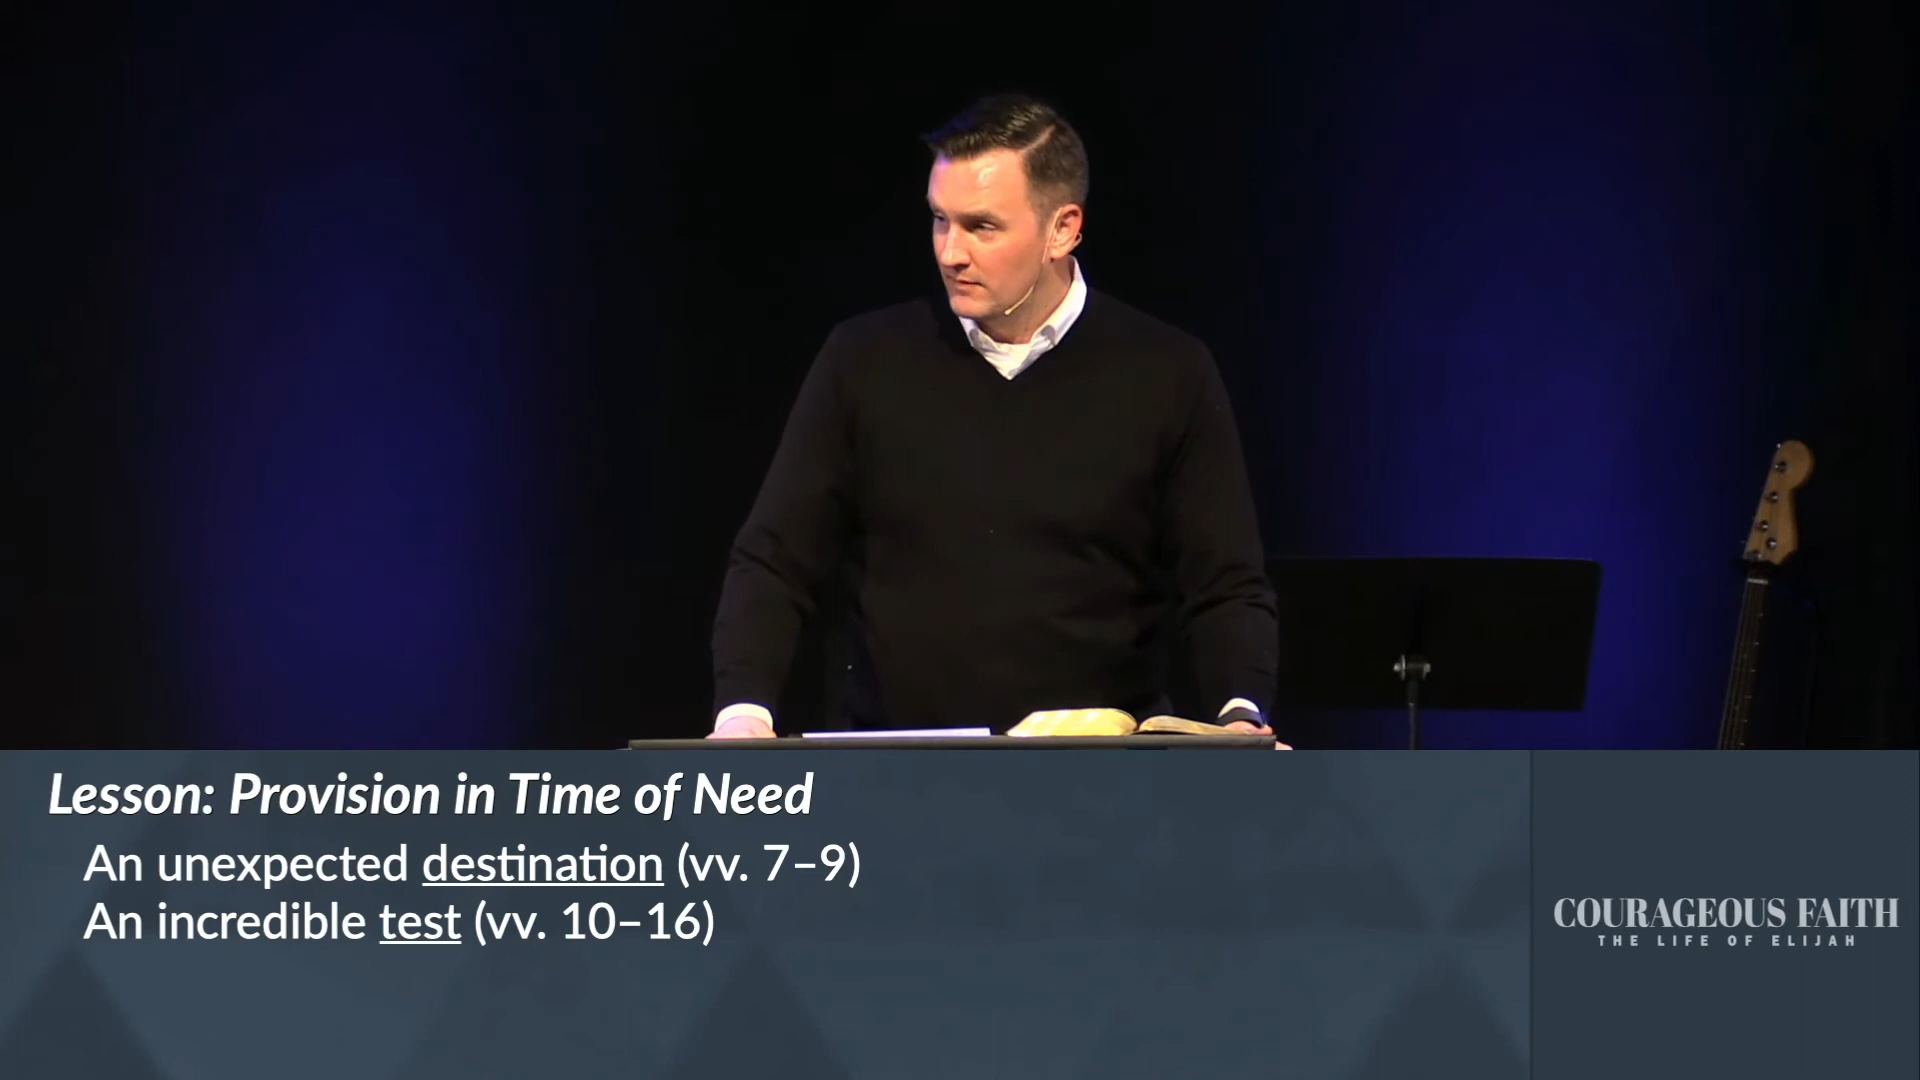 Lesson: Provision in Time of Need
An unexpected destination (vv. 7–9)
An incredible test (vv. 10–16)
COURAGEOUS FAITH
THE LIFE OF ELIJAH